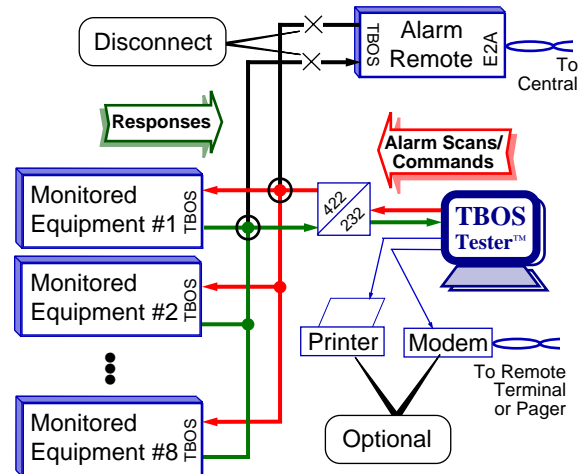 Disconnect
TBOS
Alarm
Remote
E2A
To
Central
Responses
Alarm Scans/
Commands
Monitored
Equipment #1
TBOS
422
232
TBOS
Tester™
Monitored
Equipment #2
TBOS
Printer
Modem
To Remote
Terminal
or Pager
Monitored
Equipment #8
TBOS
Optional